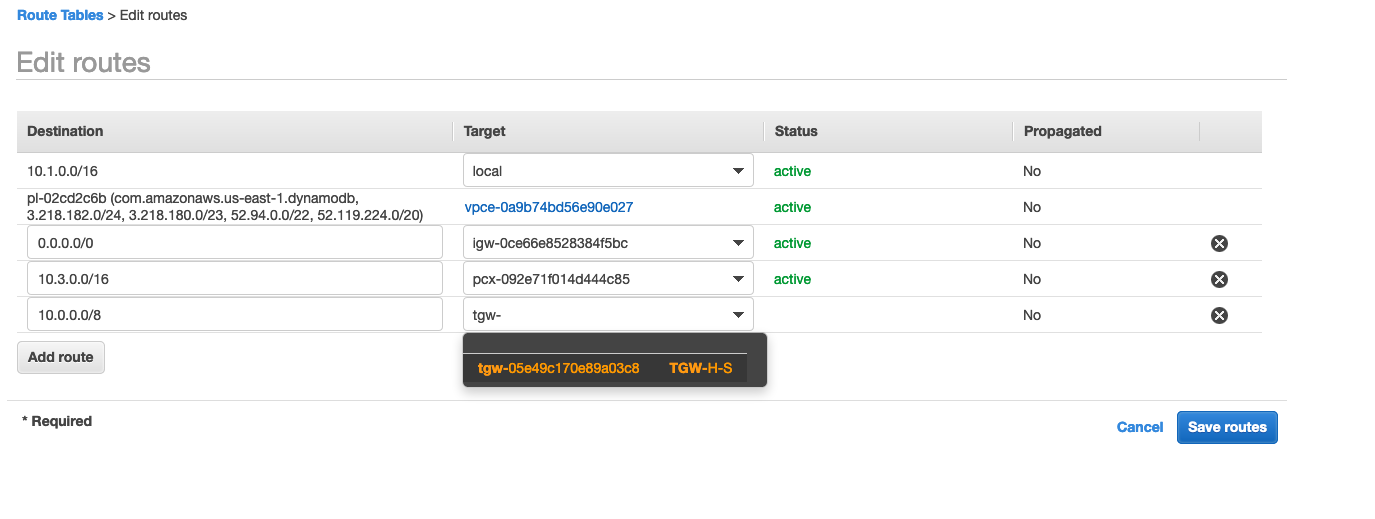 Route Tables > Edit routes
Edit routes
Destination Target Status Propagated
10.1.0.0/16 local active No
pl-02cd2c6b (com.amazonaws.us-east-1.dynamodb,
3.218.182.0/24, 3.218.180.0/23, 52.94.0.0/22, 52.119.224.0/20) vpce-0a9b74bd56e90e027 active No
0.0.0.0/0 igw-0ce66e8528384f5bc active No
10.3.0.0/16 pcx-092e71f014d444c85 active No
10.0.0.0/8 tgw- No
Add route
tgw-05e49c170e89a03c8 TGW-H-S
* Required
Cancel Save routes